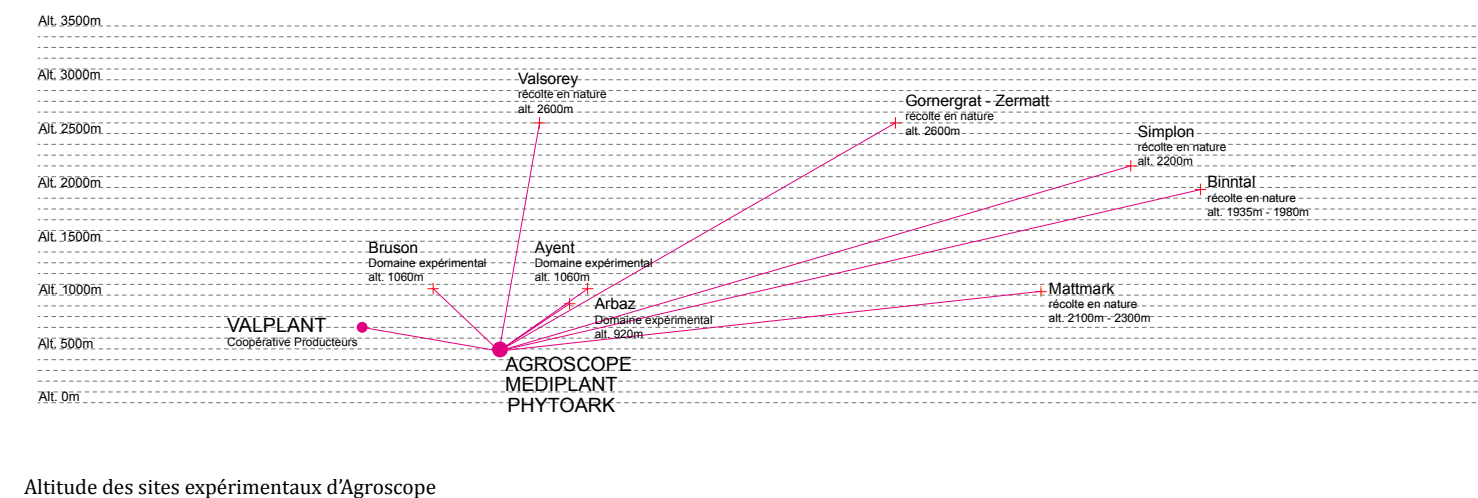 Alt. 3500m
Alt. 3000m
Valsorey
récolte en nature
alt. 2600m
Gornergrat - Zermatt
récolte en nature
alt. 2600m
Alt. 2500m
Simplon
récolte en nature
alt. 2200m
Alt. 2000m
Binntal
récolte en nature
alt. 1935m - 1980m
Alt. 1500m
Bruson
Domaine expérimental
alt. 1060m
Ayent
Domaine expérimental
alt. 1060m
Alt. 1000m
Mattmark
récolte en nature
alt. 2100m - 2300m
Arbaz
Domaine expérimental
alt. 920m
VALPLANT
Coopérative Producteurs
Alt. 500m
AGROSCOPE
MEDIPLANT
PHYTOARK
Alt. 0m
Altitude des sites expérimentaux d’Agroscope